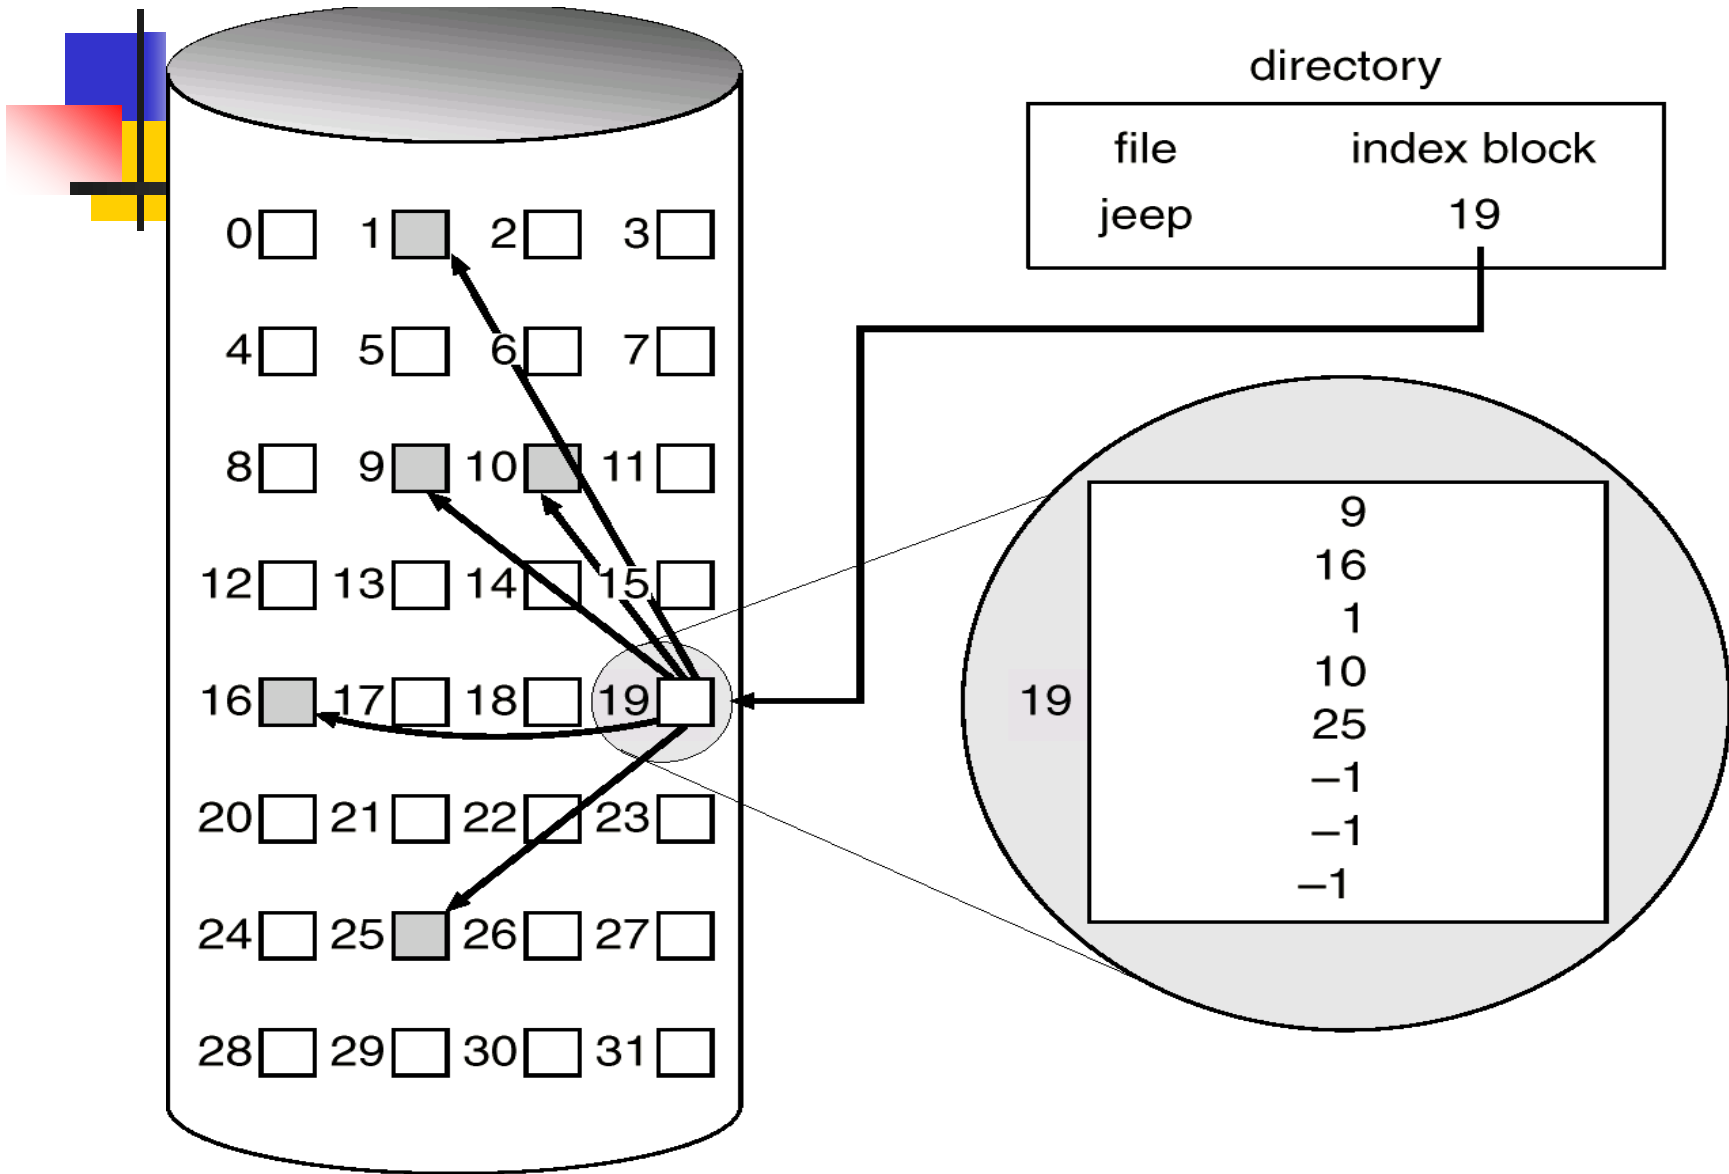 directory
file index block
jeep 19
0 1 2 3
4 5 6 7
8 9 10 11
12 13 14 15
16 17 18 19
20 21 22 23
24 25 26 27
28 29 30 31
19
9
16
1
10
25
–1
–1
–1